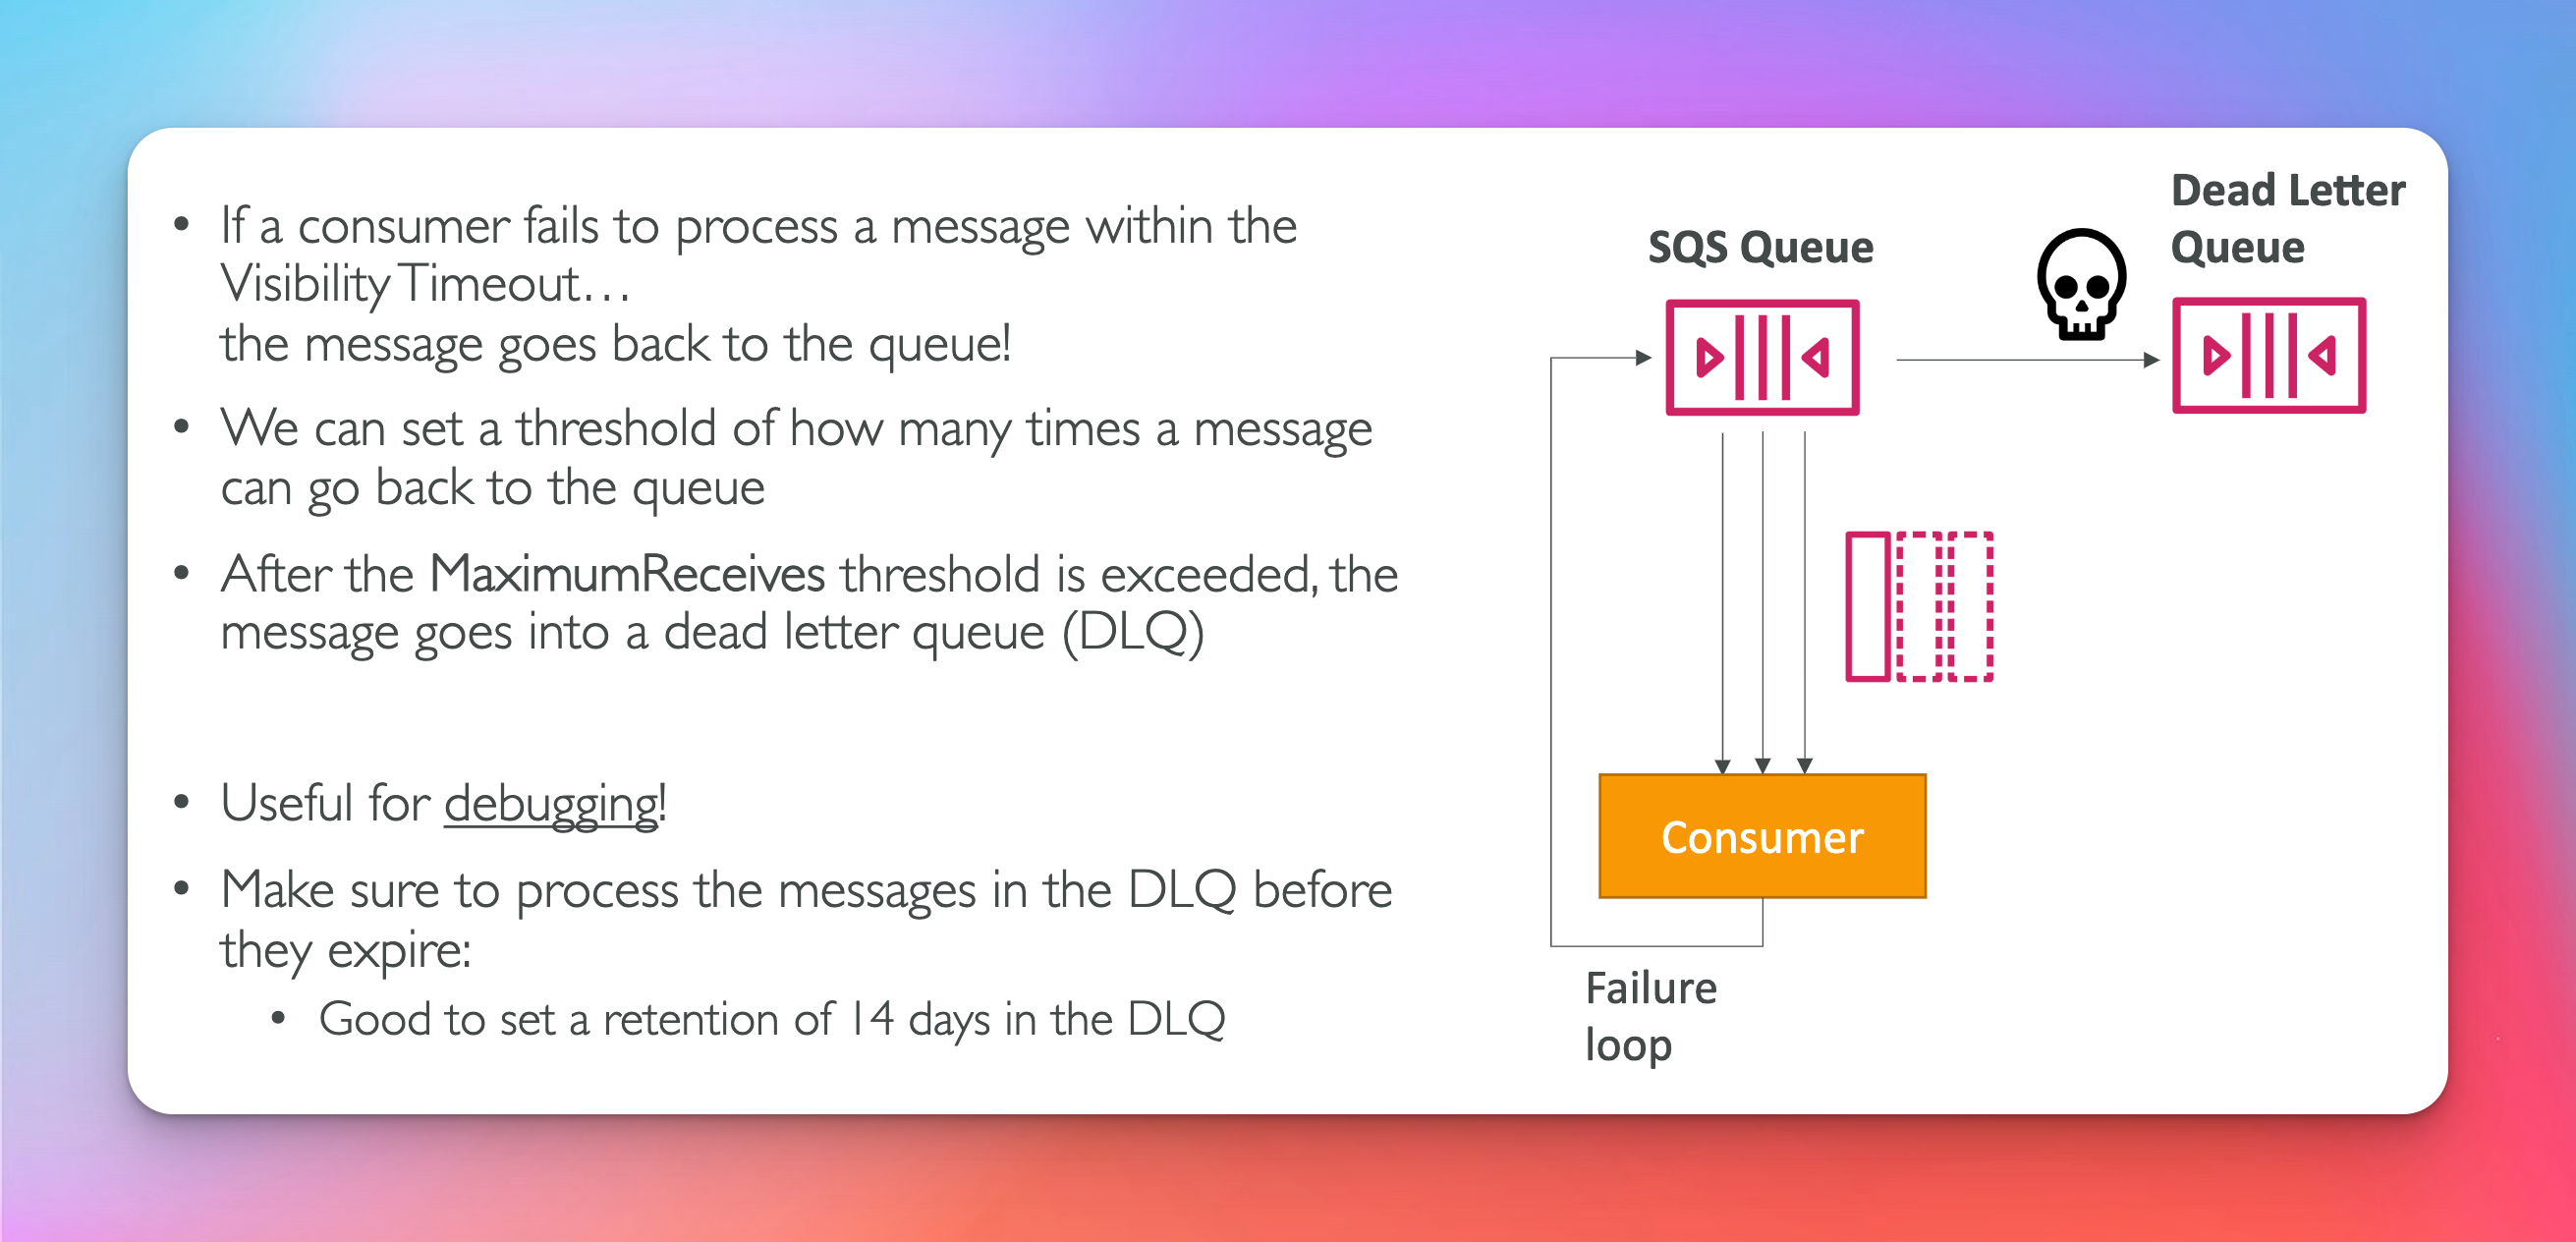 • If a consumer fails to process a message within the
Visibility Timeout…
the message goes back to the queue!
• We can set a threshold of how many times a message
can go back to the queue
• After the MaximumReceives threshold is exceeded, the
message goes into a dead letter queue (DLQ)
• Useful for debugging!
• Make sure to process the messages in the DLQ before
they expire:
• Good to set a retention of 14 days in the DLQ
SQS Queue
Dead Letter
Queue
Consumer
Failure
loop